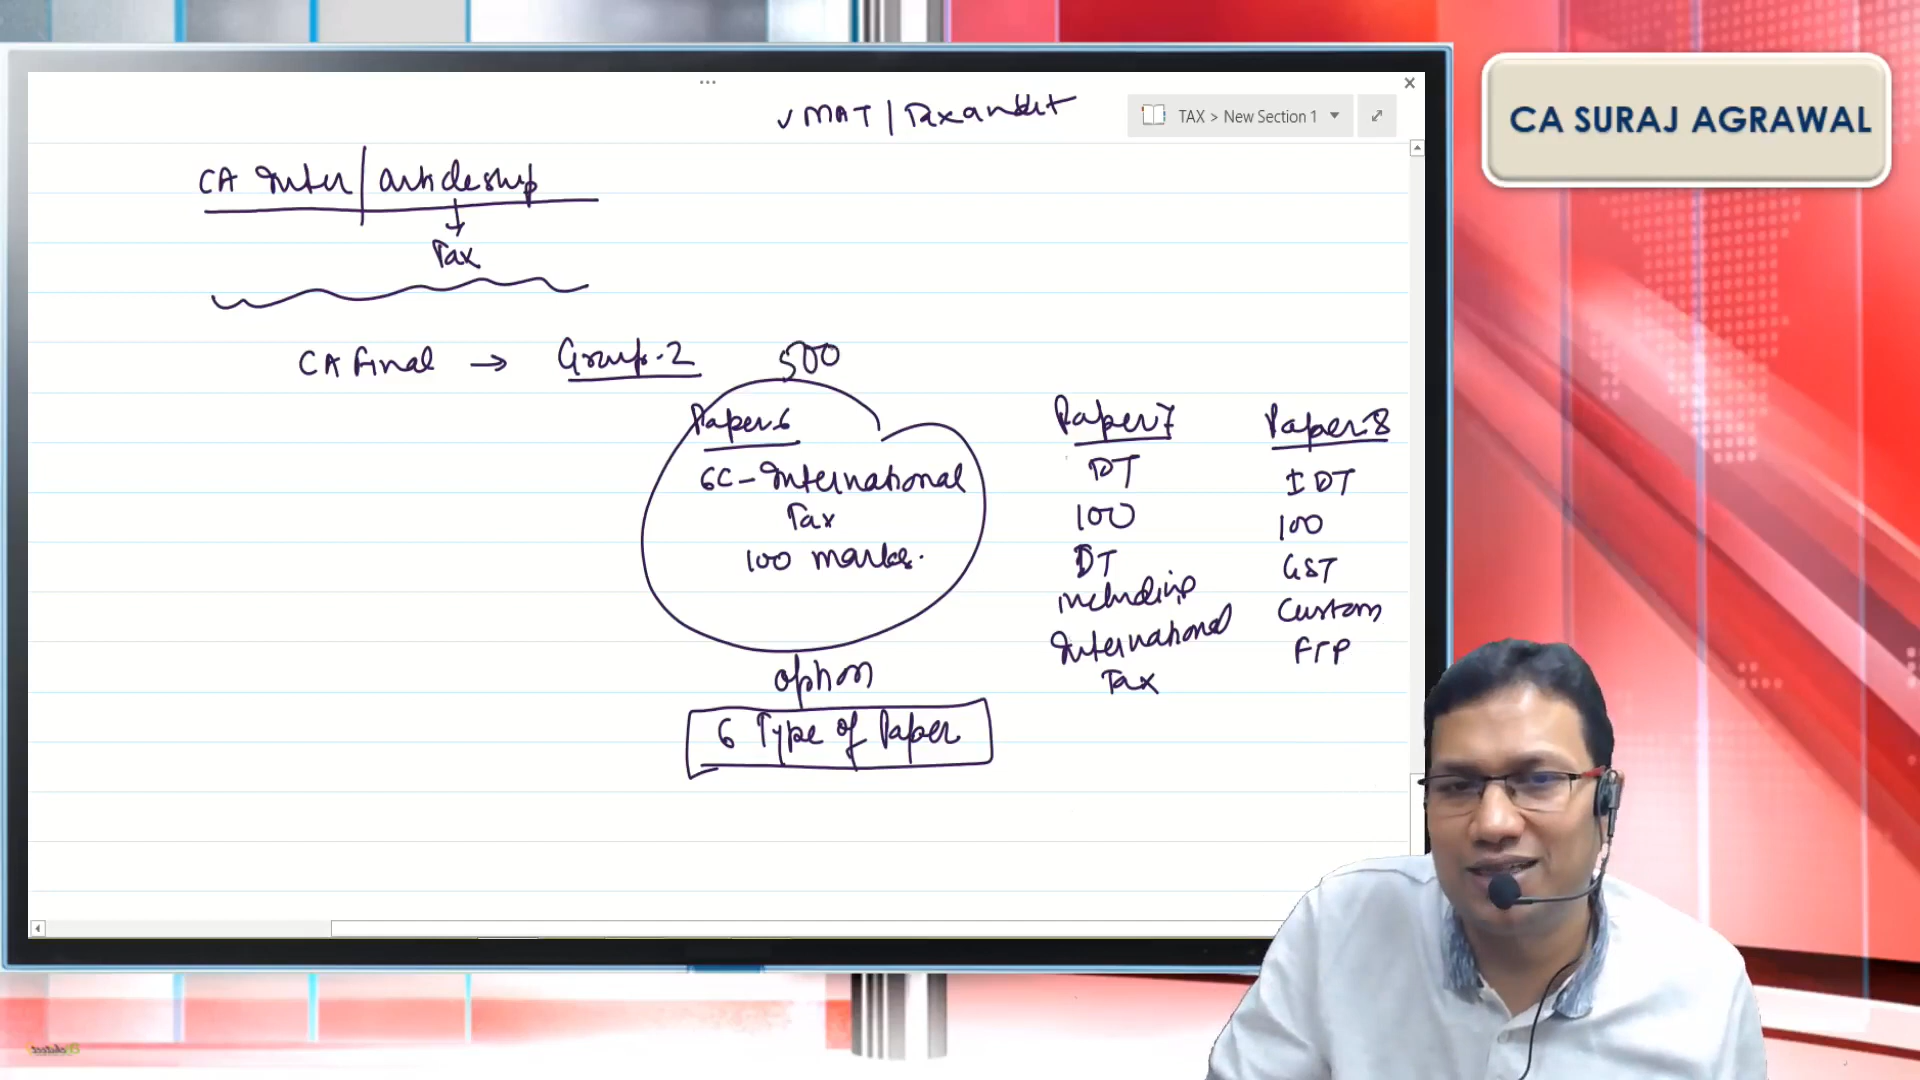 CA SURAJ AGRAWAL
✓ MAT | Tax audit
TAX > New Section 1
CA Inter | Articleship
Tax
CA Final → Group-2
500
Paper-6
6C - International
Tax
100 marks.
option
6 Type of Paper
Paper 7
DT
100
DT
including
International
Tax
Paper-8
IDT
100
GST
Custom
FTP